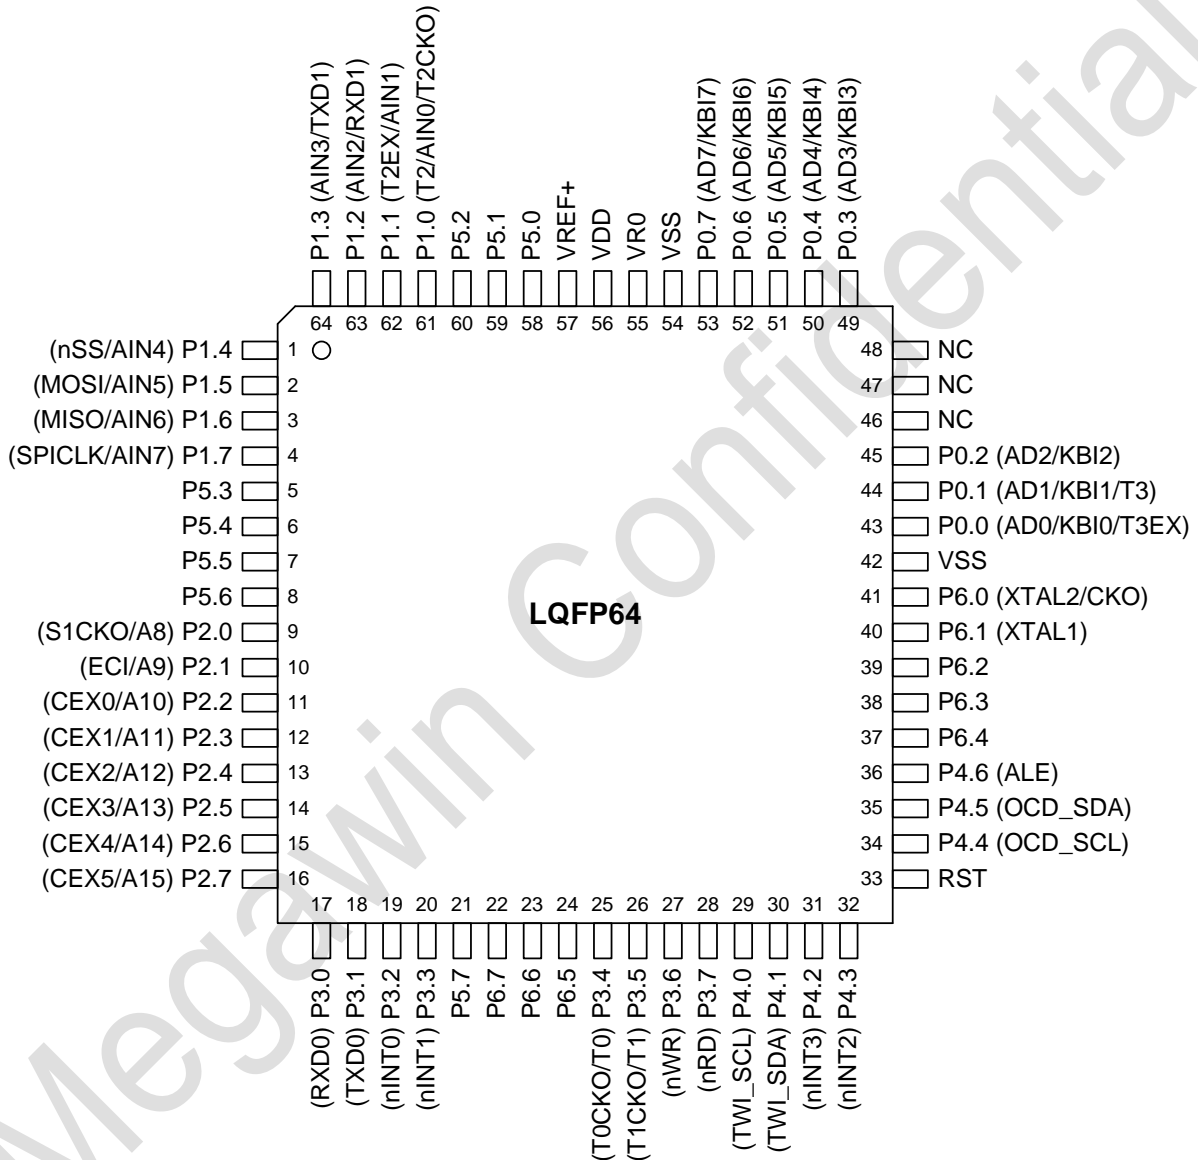 P1.3 (AIN3/TXD1)
P1.2 (AIN2/RXD1)
P1.1 (T2EX/AIN1)
P1.0 (T2/AIN0/T2CKO)
P5.2
P5.1
P5.0
VREF+
VDD
VR0
VSS
P0.7 (AD7/KBI7)
P0.6 (AD6/KBI6)
P0.5 (AD5/KBI5)
P0.4 (AD4/KBI4)
P0.3 (AD3/KBI3)
64 63 62 61 60 59 58 57 56 55 54 53 52 51 50 49
(nSS/AIN4) P1.4 1
(MOSI/AIN5) P1.5 2
(MISO/AIN6) P1.6 3
(SPICLK/AIN7) P1.7 4
P5.3 5
P5.4 6
P5.5 7
P5.6 8
(S1CKO/A8) P2.0 9
(ECI/A9) P2.1 10
(CEX0/A10) P2.2 11
(CEX1/A11) P2.3 12
(CEX2/A12) P2.4 13
(CEX3/A13) P2.5 14
(CEX4/A14) P2.6 15
(CEX5/A15) P2.7 16
LQFP64
48 NC
47 NC
46 NC
45 P0.2 (AD2/KBI2)
44 P0.1 (AD1/KBI1/T3)
43 P0.0 (AD0/KBI0/T3EX)
42 VSS
41 P6.0 (XTAL2/CKO)
40 P6.1 (XTAL1)
39 P6.2
38 P6.3
37 P6.4
36 P4.6 (ALE)
35 P4.5 (OCD_SDA)
34 P4.4 (OCD_SCL)
33 RST
17 18 19 20 21 22 23 24 25 26 27 28 29 30 31 32
(RXD0) P3.0
(TXD0) P3.1
(nINT0) P3.2
(nINT1) P3.3
P5.7
P6.7
P6.6
P6.5
(T0CKO/T0) P3.4
(T1CKO/T1) P3.5
(nWR) P3.6
(nRD) P3.7
(TWI_SCL) P4.0
(TWI_SDA) P4.1
(nINT3) P4.2
(nINT2) P4.3
Megawin Confidential